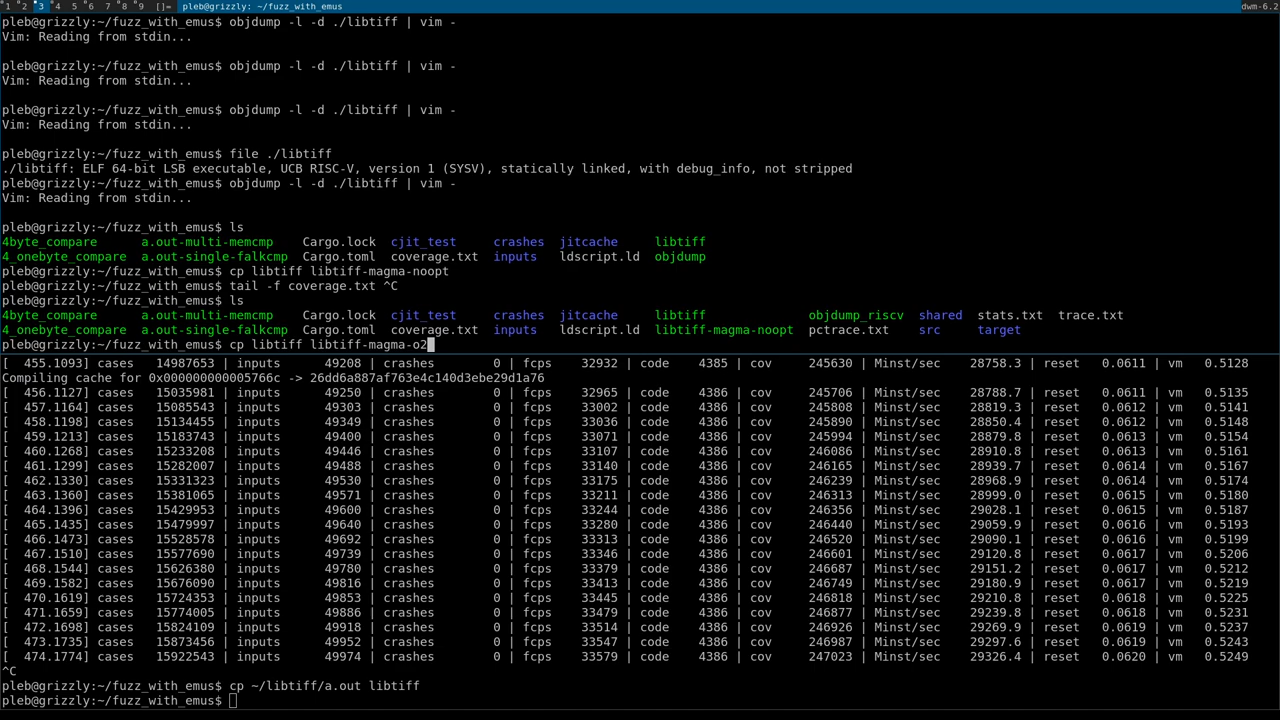 1 2 3 4 5 6 7 8 9 []= pleb@grizzly: ~/fuzz_with_emus dwm-6.2
pleb@grizzly:~/fuzz_with_emus$ objdump -l -d ./libtiff | vim -
Vim: Reading from stdin...
pleb@grizzly:~/fuzz_with_emus$ objdump -l -d ./libtiff | vim -
Vim: Reading from stdin...
pleb@grizzly:~/fuzz_with_emus$ objdump -l -d ./libtiff | vim -
Vim: Reading from stdin...
pleb@grizzly:~/fuzz_with_emus$ file ./libtiff
./libtiff: ELF 64-bit LSB executable, UCB RISC-V, version 1 (SYSV), statically linked, with debug_info, not stripped
pleb@grizzly:~/fuzz_with_emus$ objdump -l -d ./libtiff | vim -
Vim: Reading from stdin...
pleb@grizzly:~/fuzz_with_emus$ ls
4byte_compare a.out-multi-memcmp Cargo.lock cjit_test crashes jitcache libtiff
4_onebyte_compare a.out-single-falkcmp Cargo.toml coverage.txt inputs ldscript.ld objdump
pleb@grizzly:~/fuzz_with_emus$ cp libtiff libtiff-magma-noopt
pleb@grizzly:~/fuzz_with_emus$ tail -f coverage.txt ^C
pleb@grizzly:~/fuzz_with_emus$ ls
4byte_compare a.out-multi-memcmp Cargo.lock cjit_test crashes jitcache libtiff objdump_riscv shared stats.txt trace.txt
4_onebyte_compare a.out-single-falkcmp Cargo.toml coverage.txt inputs ldscript.ld libtiff-magma-noopt pctrace.txt src target
pleb@grizzly:~/fuzz_with_emus$ cp libtiff libtiff-magma-o2
[ 455.1093] cases 14987653 | inputs 49208 | crashes 0 | fcps 32932 | code 4385 | cov 245630 | Minst/sec 28758.3 | reset 0.0611 | vm 0.5128
Compiling cache for 0x000000000005766c -> 26dd6a887af763e4c140d3ebe29d1a76
[ 456.1127] cases 15035981 | inputs 49250 | crashes 0 | fcps 32965 | code 4386 | cov 245706 | Minst/sec 28788.7 | reset 0.0611 | vm 0.5135
[ 457.1164] cases 15085543 | inputs 49303 | crashes 0 | fcps 33002 | code 4386 | cov 245808 | Minst/sec 28819.3 | reset 0.0612 | vm 0.5141
[ 458.1198] cases 15134455 | inputs 49349 | crashes 0 | fcps 33036 | code 4386 | cov 245890 | Minst/sec 28850.4 | reset 0.0612 | vm 0.5148
[ 459.1213] cases 15183743 | inputs 49400 | crashes 0 | fcps 33071 | code 4386 | cov 245994 | Minst/sec 28879.8 | reset 0.0613 | vm 0.5154
[ 460.1268] cases 15233208 | inputs 49446 | crashes 0 | fcps 33107 | code 4386 | cov 246086 | Minst/sec 28910.8 | reset 0.0613 | vm 0.5161
[ 461.1299] cases 15282007 | inputs 49488 | crashes 0 | fcps 33140 | code 4386 | cov 246165 | Minst/sec 28939.7 | reset 0.0614 | vm 0.5167
[ 462.1330] cases 15331323 | inputs 49530 | crashes 0 | fcps 33175 | code 4386 | cov 246239 | Minst/sec 28968.9 | reset 0.0614 | vm 0.5174
[ 463.1360] cases 15381065 | inputs 49571 | crashes 0 | fcps 33211 | code 4386 | cov 246313 | Minst/sec 28999.0 | reset 0.0615 | vm 0.5180
[ 464.1396] cases 15429953 | inputs 49600 | crashes 0 | fcps 33244 | code 4386 | cov 246356 | Minst/sec 29028.1 | reset 0.0615 | vm 0.5187
[ 465.1435] cases 15479997 | inputs 49640 | crashes 0 | fcps 33280 | code 4386 | cov 246440 | Minst/sec 29059.9 | reset 0.0616 | vm 0.5193
[ 466.1473] cases 15528578 | inputs 49692 | crashes 0 | fcps 33313 | code 4386 | cov 246520 | Minst/sec 29090.1 | reset 0.0616 | vm 0.5199
[ 467.1510] cases 15577690 | inputs 49739 | crashes 0 | fcps 33346 | code 4386 | cov 246601 | Minst/sec 29120.8 | reset 0.0617 | vm 0.5206
[ 468.1544] cases 15626380 | inputs 49780 | crashes 0 | fcps 33379 | code 4386 | cov 246687 | Minst/sec 29151.2 | reset 0.0617 | vm 0.5212
[ 469.1582] cases 15676090 | inputs 49816 | crashes 0 | fcps 33413 | code 4386 | cov 246749 | Minst/sec 29180.9 | reset 0.0617 | vm 0.5219
[ 470.1619] cases 15724353 | inputs 49853 | crashes 0 | fcps 33445 | code 4386 | cov 246818 | Minst/sec 29210.8 | reset 0.0618 | vm 0.5225
[ 471.1659] cases 15774005 | inputs 49886 | crashes 0 | fcps 33479 | code 4386 | cov 246877 | Minst/sec 29239.8 | reset 0.0618 | vm 0.5231
[ 472.1698] cases 15824109 | inputs 49918 | crashes 0 | fcps 33514 | code 4386 | cov 246926 | Minst/sec 29269.9 | reset 0.0619 | vm 0.5237
[ 473.1735] cases 15873456 | inputs 49952 | crashes 0 | fcps 33547 | code 4386 | cov 246987 | Minst/sec 29297.6 | reset 0.0619 | vm 0.5243
[ 474.1774] cases 15922543 | inputs 49974 | crashes 0 | fcps 33579 | code 4386 | cov 247023 | Minst/sec 29326.4 | reset 0.0620 | vm 0.5249
^C
pleb@grizzly:~/fuzz_with_emus$ cp ~/libtiff/a.out libtiff
pleb@grizzly:~/fuzz_with_emus$